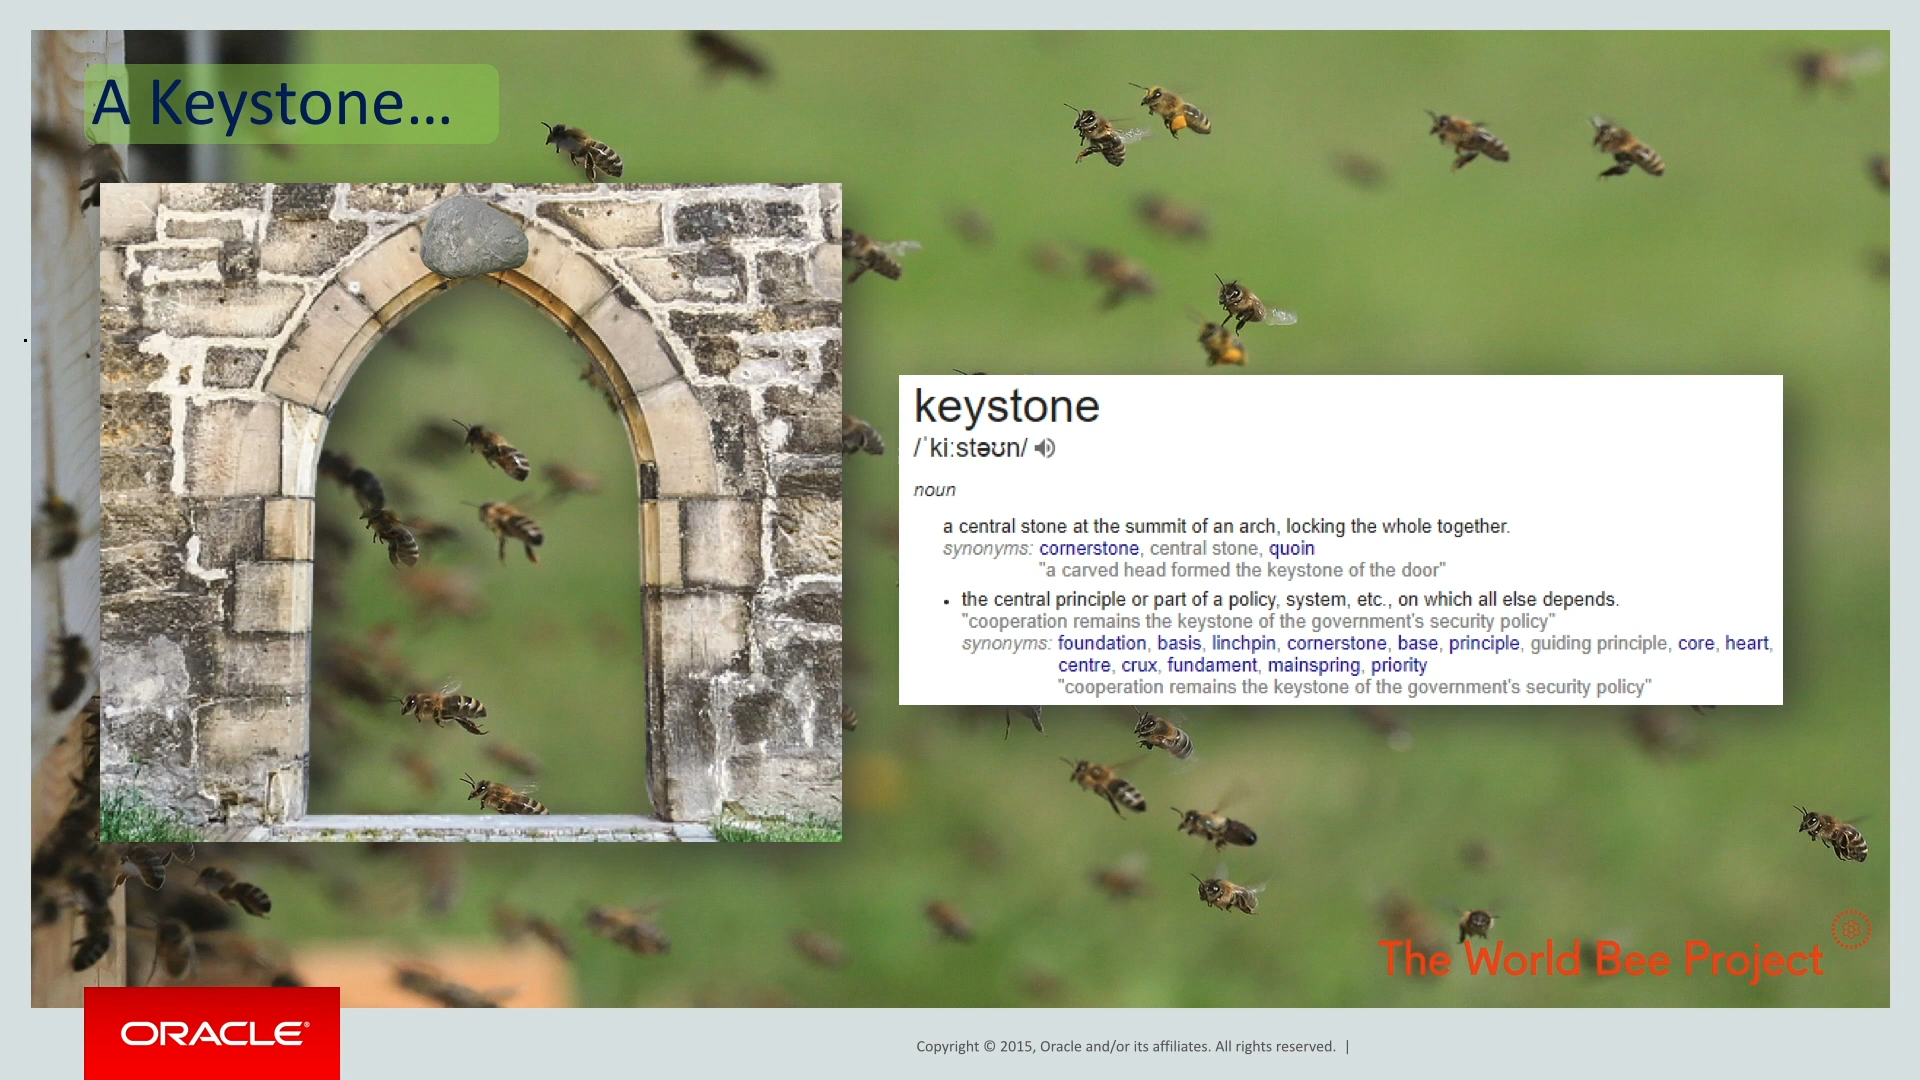 A Keystone...
keystone
/ˈkiːstəʊn/
noun
a central stone at the summit of an arch, locking the whole together.
synonyms: cornerstone, central stone, quoin
"a carved head formed the keystone of the door"
• the central principle or part of a policy, system, etc., on which all else depends.
"cooperation remains the keystone of the government's security policy"
synonyms: foundation, basis, linchpin, cornerstone, base, principle, guiding principle, core, heart,
centre, crux, fundament, mainspring, priority
"cooperation remains the keystone of the government's security policy"
The World Bee Project
ORACLE®
Copyright © 2015, Oracle and/or its affiliates. All rights reserved. |